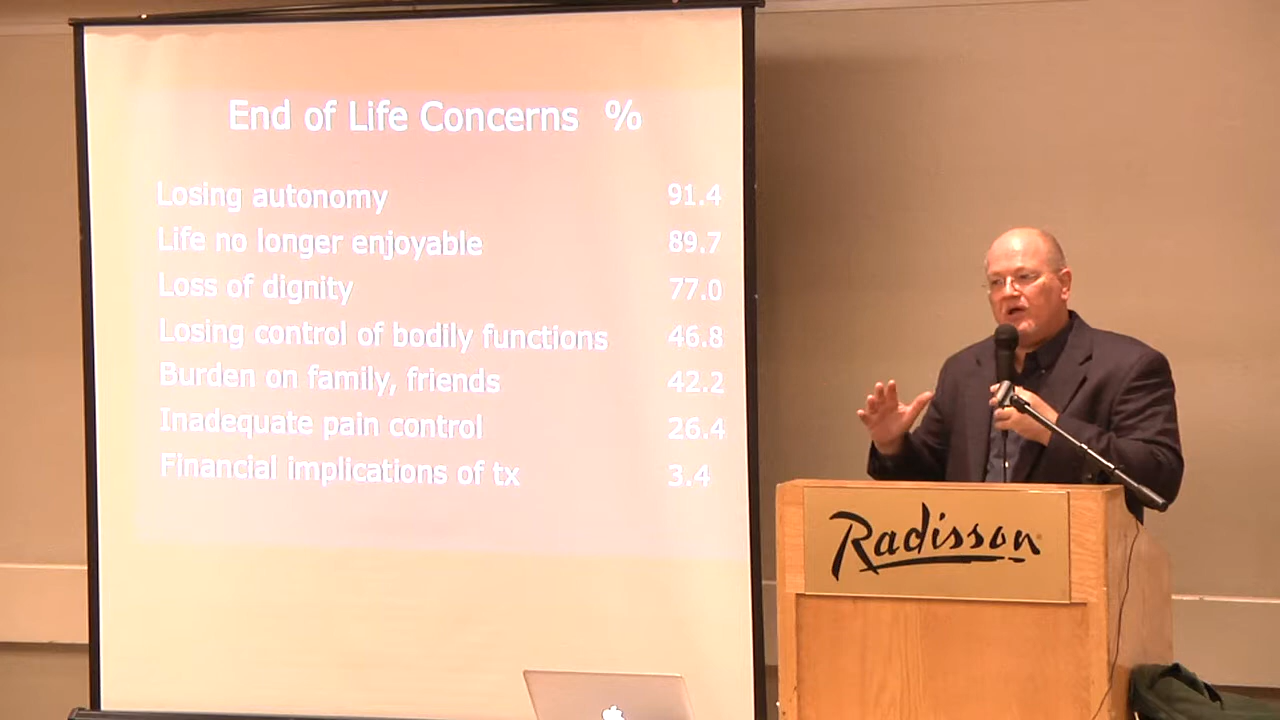 End of Life Concerns %
Losing autonomy 91.4
Life no longer enjoyable 89.7
Loss of dignity 77.0
Losing control of bodily functions 46.8
Burden on family, friends 42.2
Inadequate pain control 26.4
Financial implications of tx 3.4
Radisson